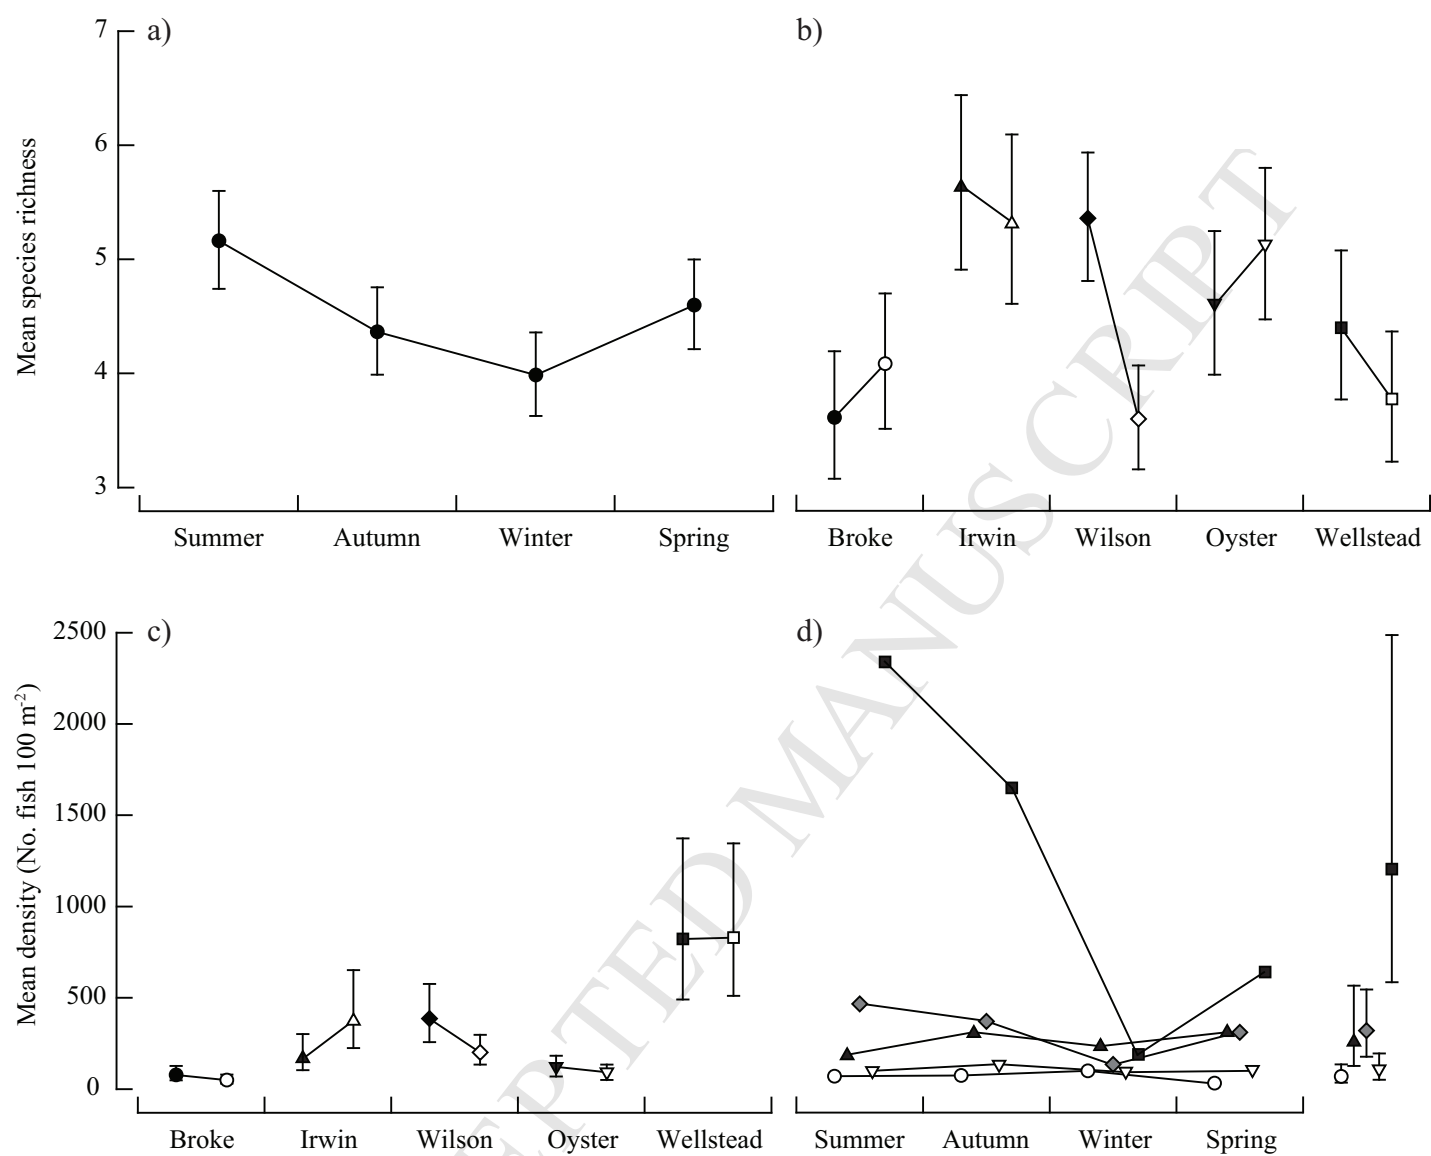 a)
b)
7
6
5
4
3
Mean species richness
Summer Autumn Winter Spring
Broke Irwin Wilson Oyster Wellstead
c)
d)
2500
2000
1500
1000
500
0
Mean density (No. fish 100 m⁻²)
Broke Irwin Wilson Oyster Wellstead
Summer Autumn Winter Spring
EPTED MANUSCRIPT